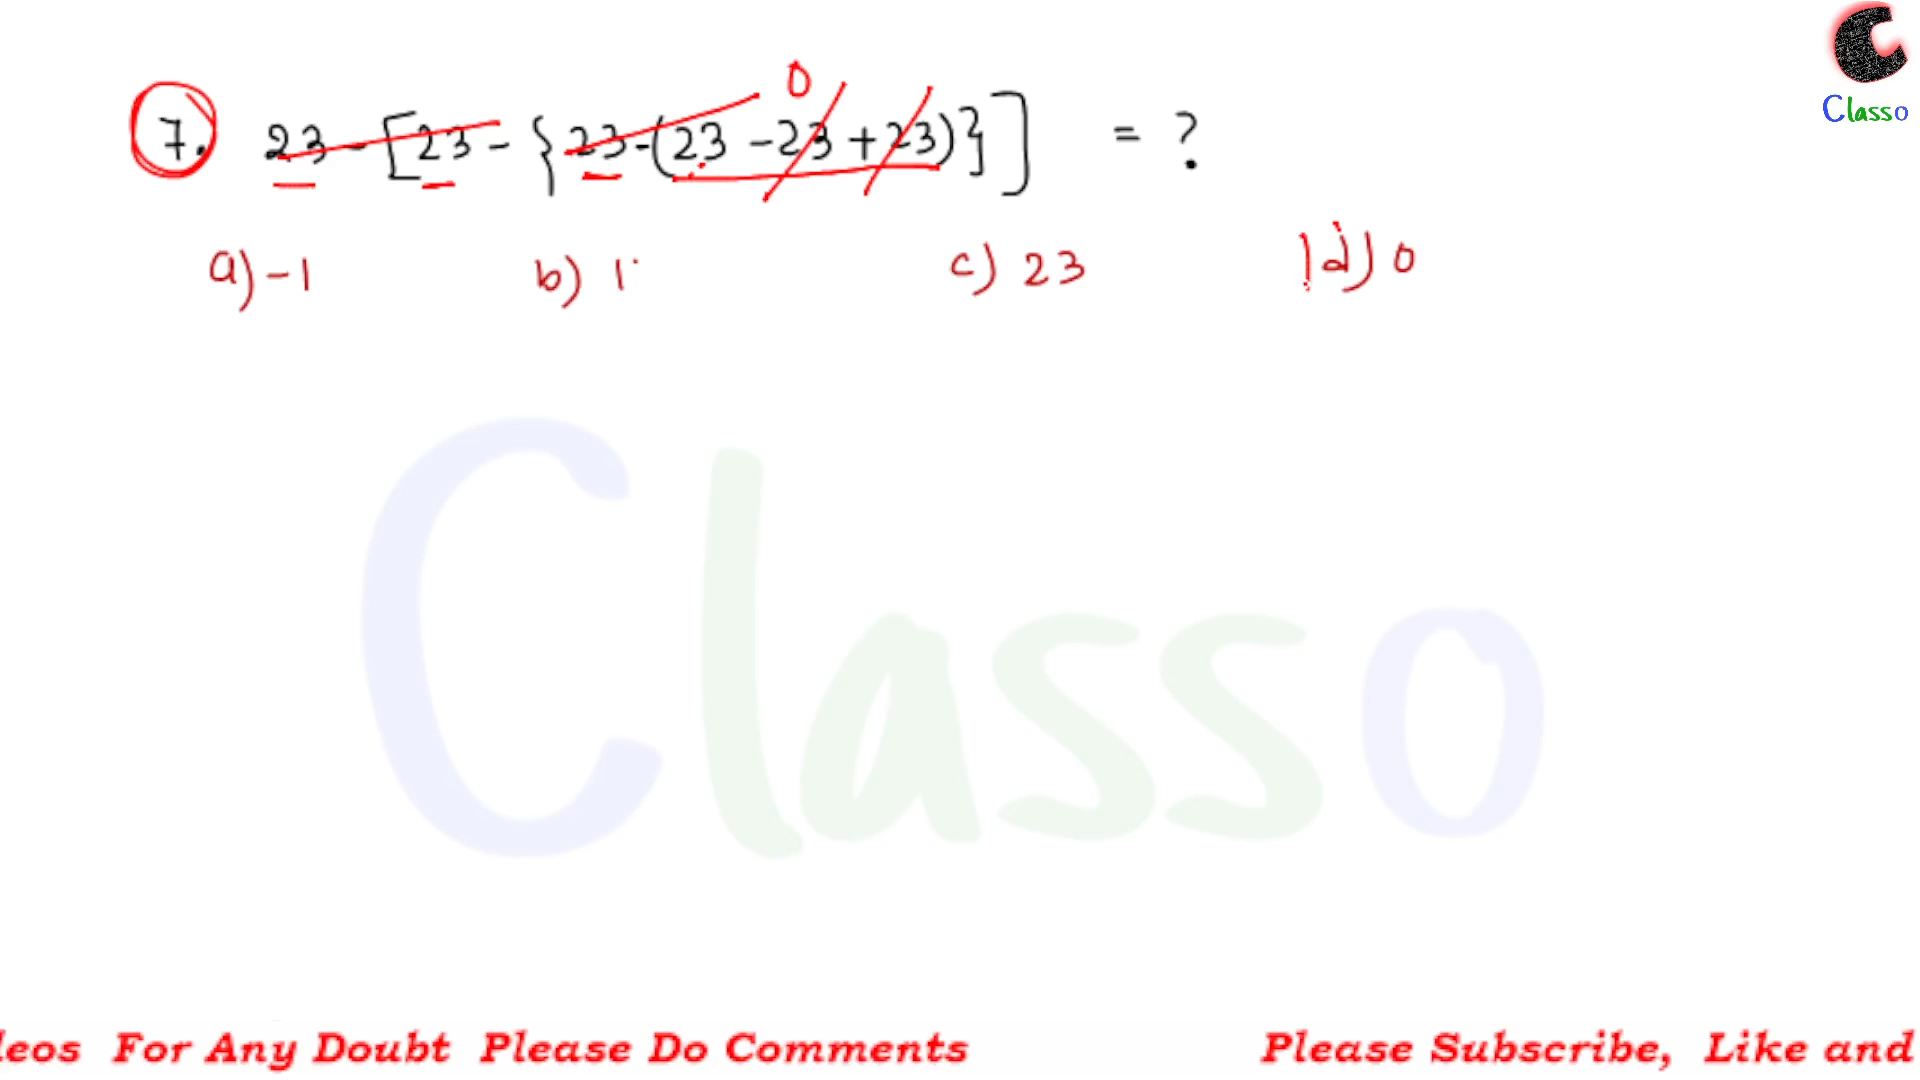 C
Classo
0
7. 23 - [23 - {23 - (23 - 23 + 23)}] = ?
a) -1 b) 1 c) 23 d) 0
Classo
For Any Doubt Please Do Comments Please Subscribe, Like and